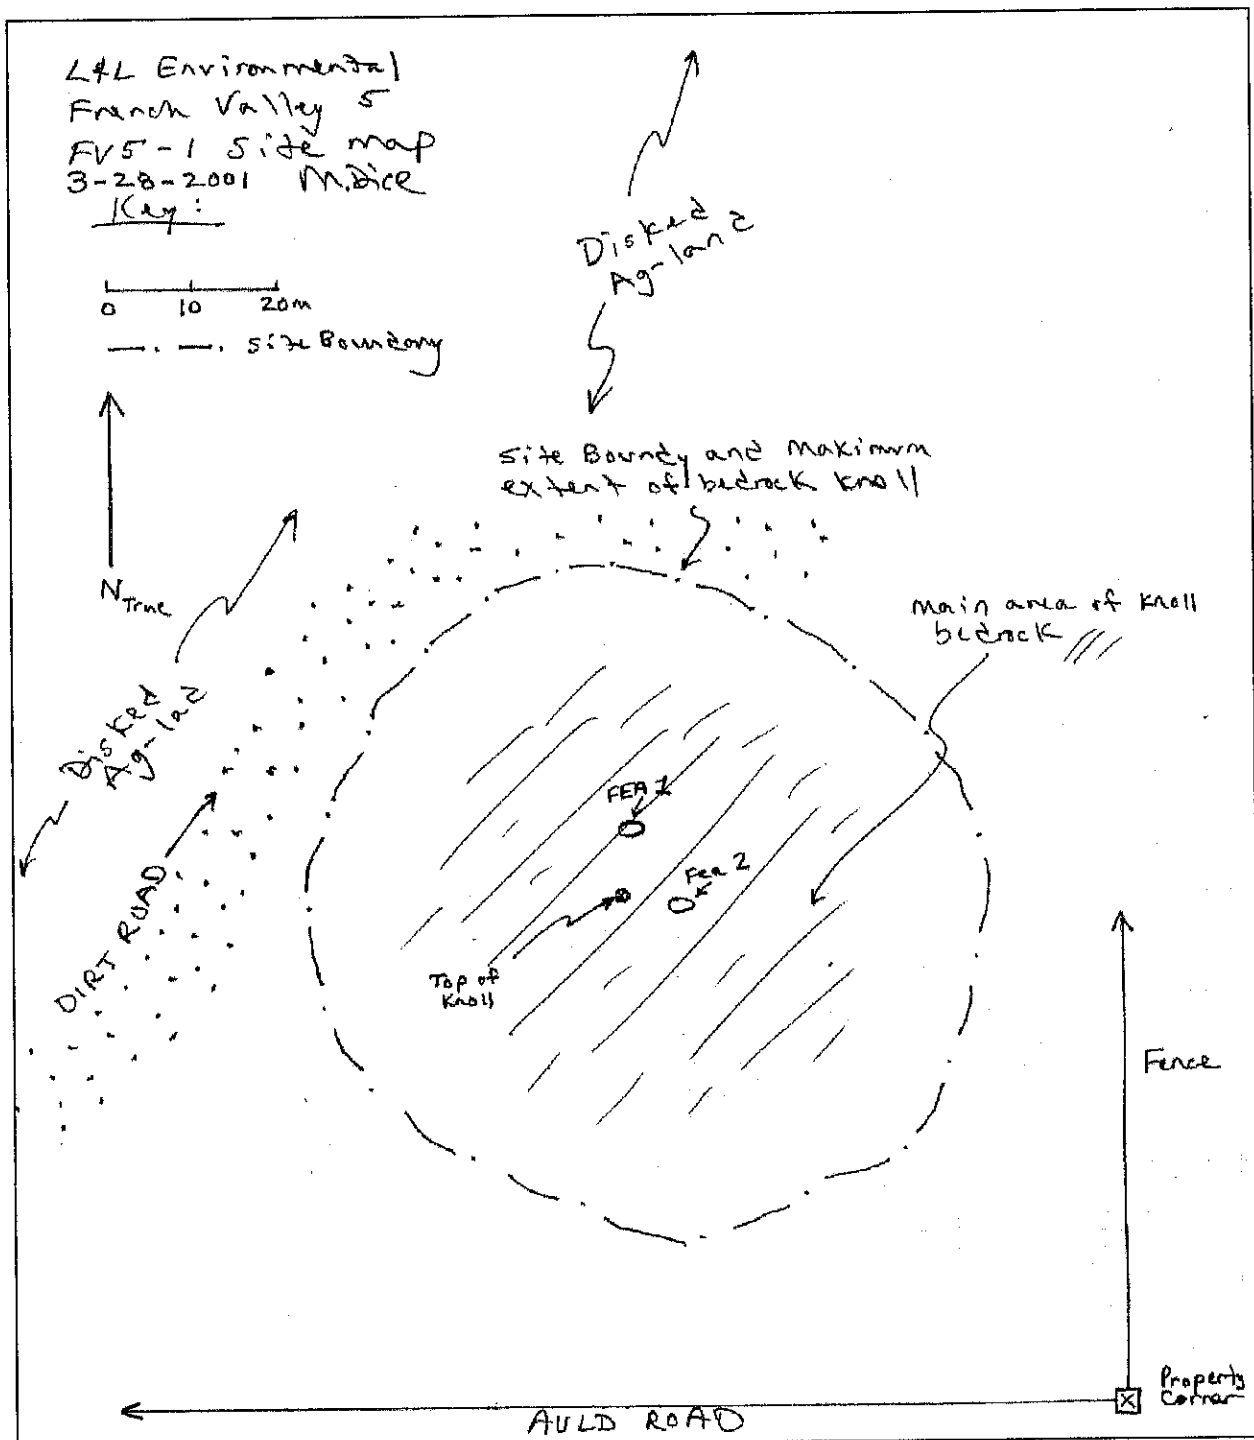 L&L Environmental
French Valley 5
FV5-1 Site map
3-28-2001 M.Dice
Key:
0 10 20m
site Boundary
Disked
Ag-land
N True
site Boundy and Maximum
extent of bedrock knoll
main area of knoll
bedrock
Disked
Ag-lad
DIRT ROAD
FEA 1
Fea 2
Top of
Knoll
Fence
Property
Corner
X
AULD ROAD